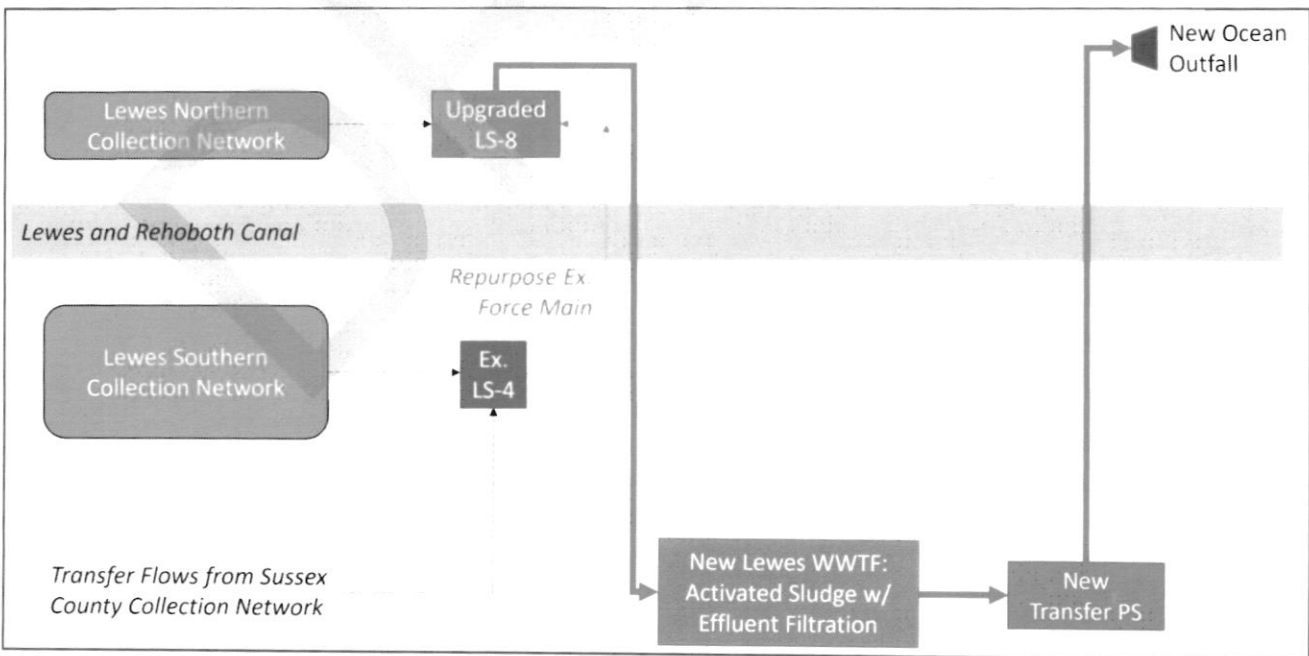 New Ocean
Outfall
Lewes Northern
Collection Network
Upgraded
LS-8
Lewes and Rehoboth Canal
Repurpose Ex.
Force Main
Lewes Southern
Collection Network
Ex.
LS-4
Transfer Flows from Sussex
County Collection Network
New Lewes WWTF:
Activated Sludge w/
Effluent Filtration
New
Transfer PS